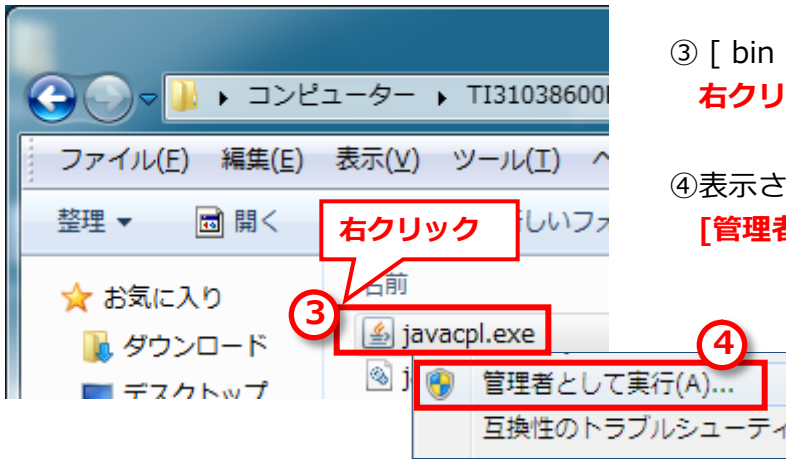 コンピューター ▸ TI31038600
ファイル(F) 編集(E) 表示(V) ツール(T)
整理 ▼ 開く しいフォ
右クリック
お気に入り
ダウンロード
デスクトップ
名前
③
javacpl.exe
④
管理者として実行(A)...
互換性のトラブルシューティ
③ [ bin
右クリ
④表示さ
[管理者